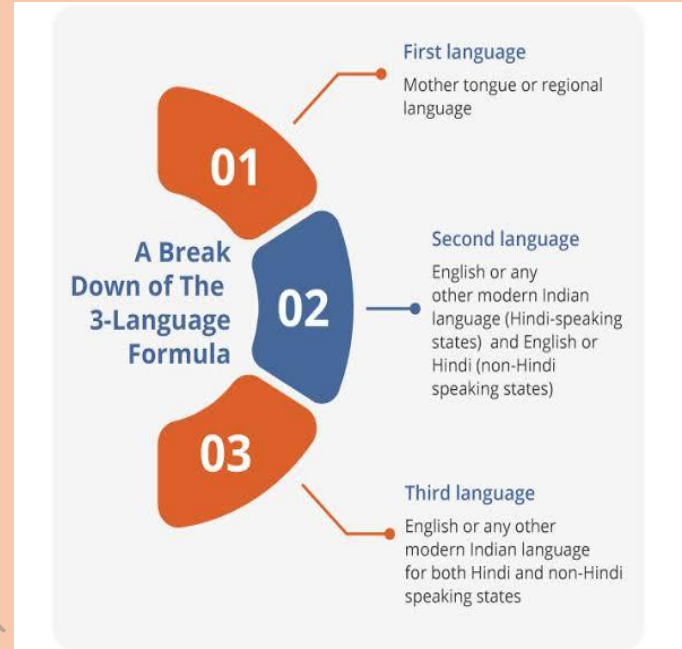 A Break
Down of The
3-Language
Formula
01
First language
Mother tongue or regional
language
02
Second language
English or any
other modern Indian
language (Hindi-speaking
states) and English or
Hindi (non-Hindi
speaking states)
03
Third language
English or any other
modern Indian language
for both Hindi and non-Hindi
speaking states